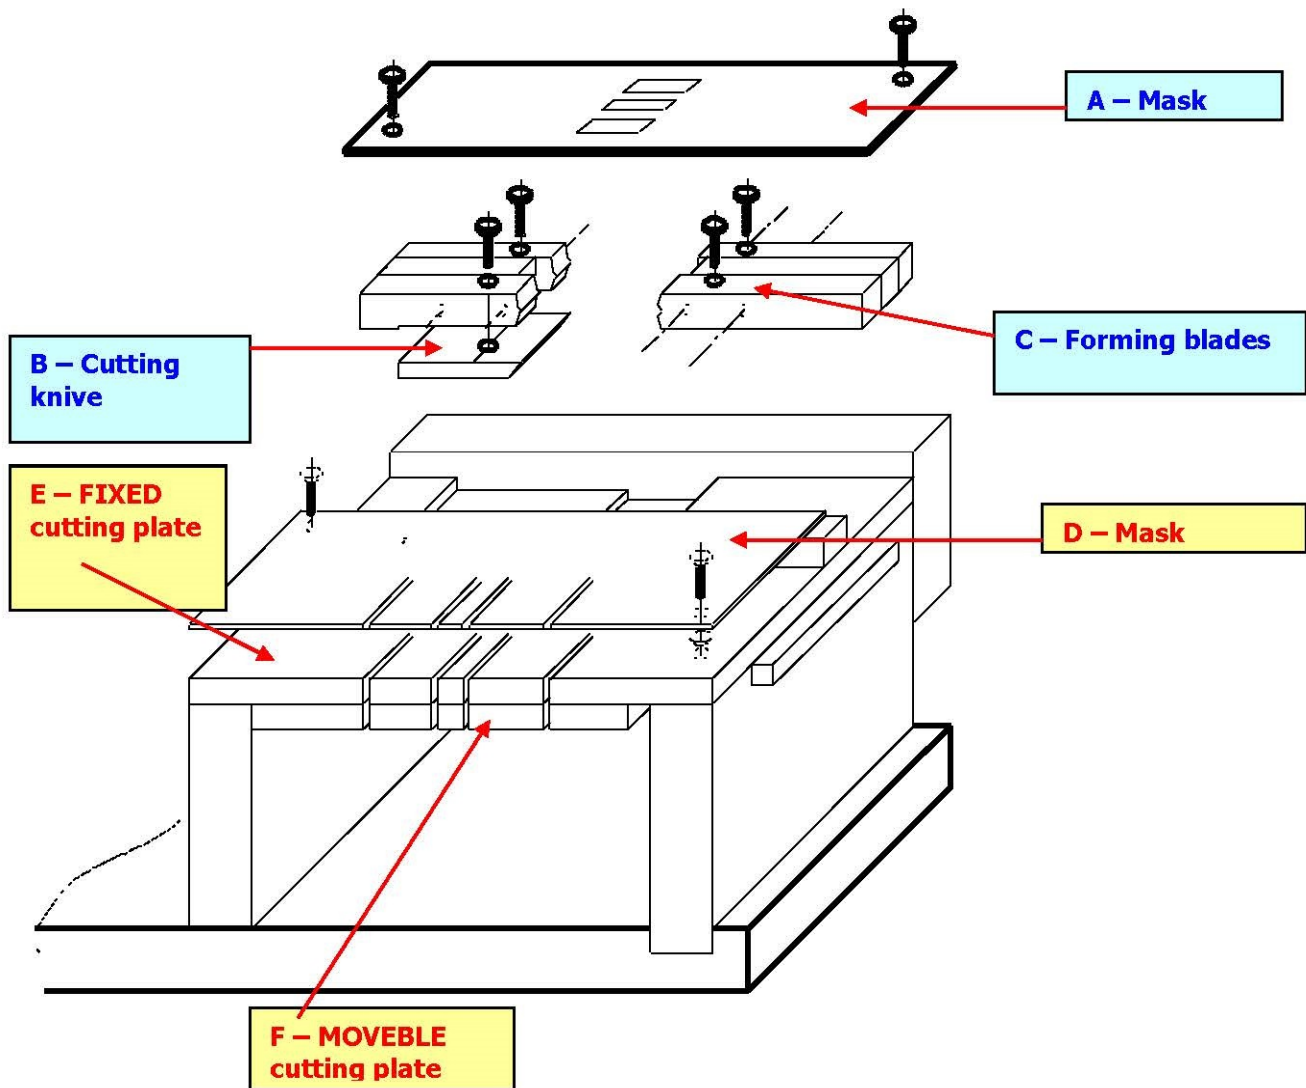 A – Mask
B – Cutting
knive
C – Forming blades
E – FIXED
cutting plate
D – Mask
F – MOVEBLE
cutting plate